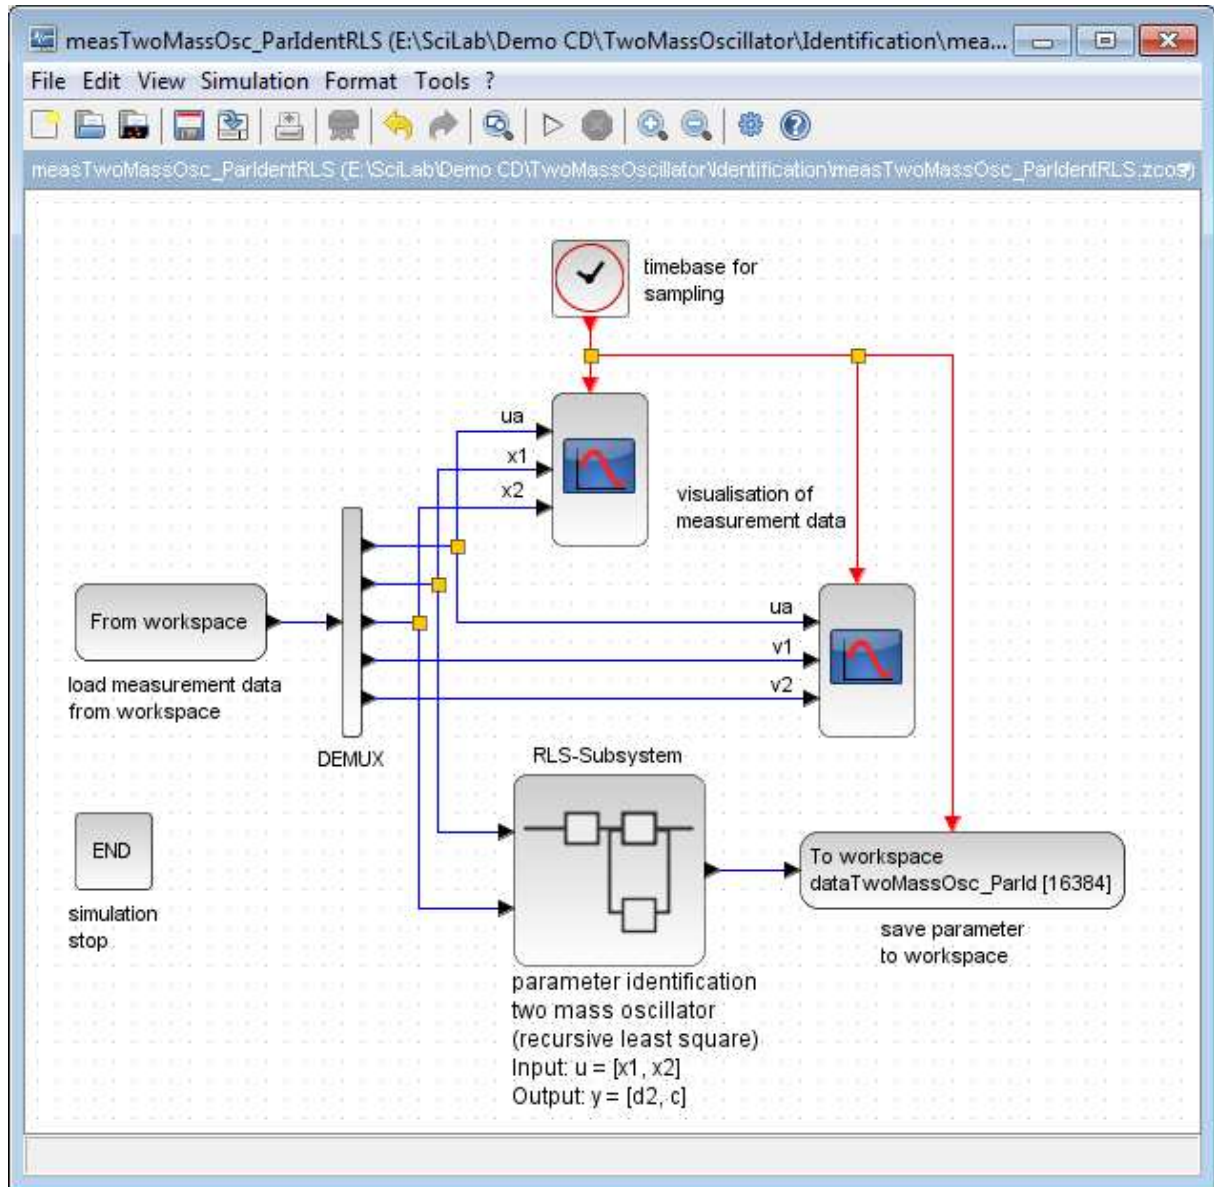 measTwoMassOsc_ParIdentRLS (E:\SciLab\Demo CD\TwoMassOscillator\Identification\mea...
File Edit View Simulation Format Tools ?
measTwoMassOsc_ParIdentRLS (E:\SciLab\Demo CD\TwoMassOscillator\Identification\measTwoMassOsc_ParIdentRLS.zcos)
timebase for
sampling
ua
x1
x2
visualisation of
measurement data
From workspace
load measurement data
from workspace
DEMUX
ua
v1
v2
RLS-Subsystem
END
simulation
stop
To workspace
dataTwoMassOsc_ParId [16384]
save parameter
to workspace
parameter identification
two mass oscillator
(recursive least square)
Input: u = [x1, x2]
Output: y = [d2, c]